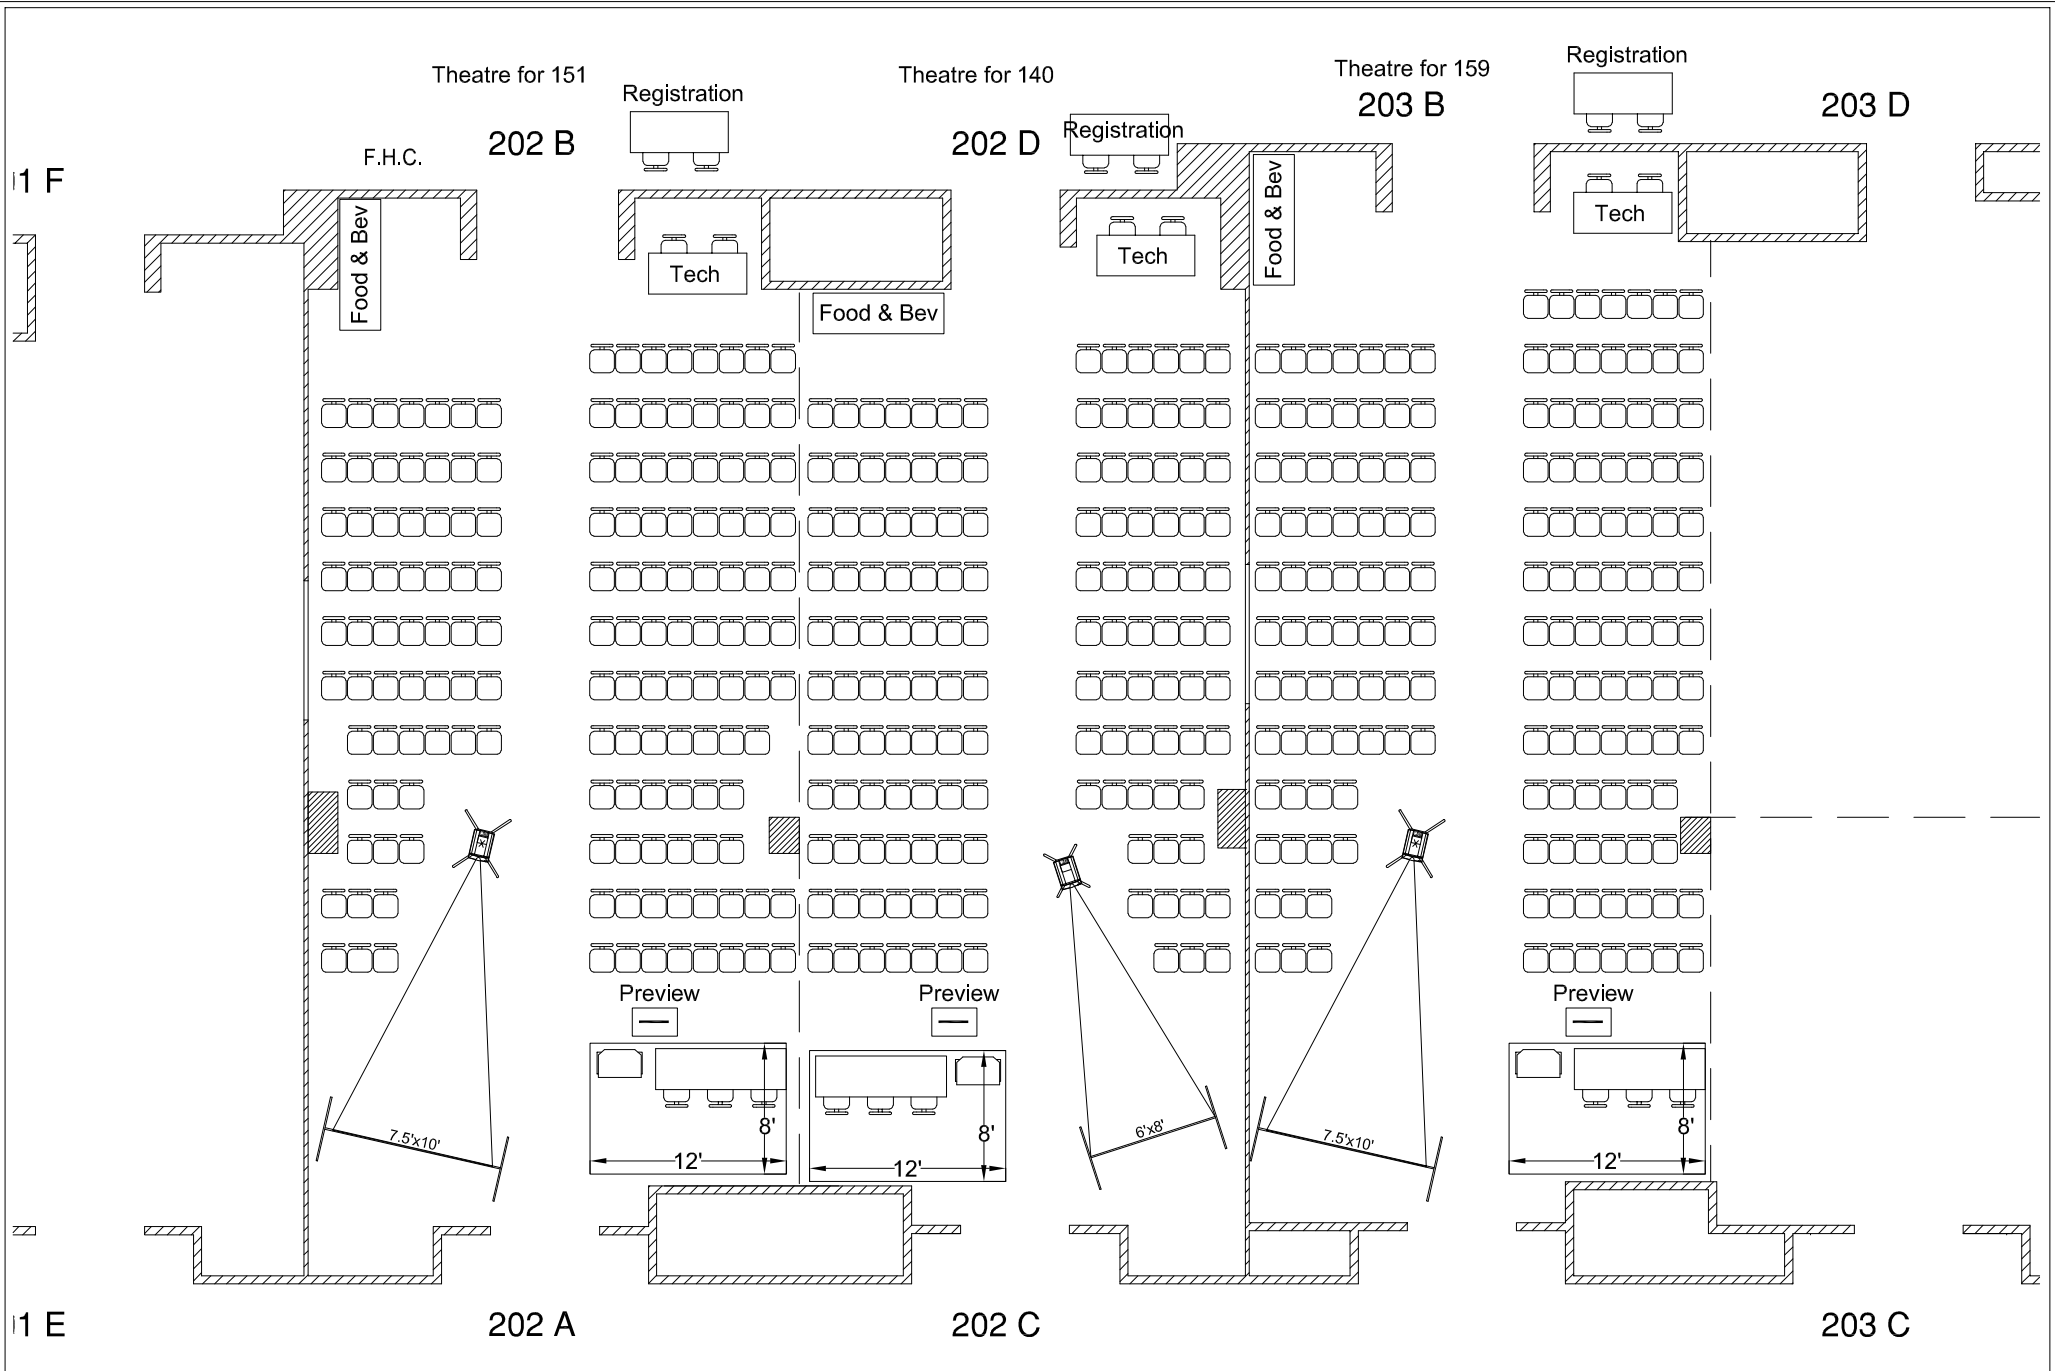 Registration
Theatre for 151
Theatre for 140
Theatre for 159
Registration
203 B
203 D
202 B
202 D
Registration
F.H.C.
1 F
Food & Bev
Tech
Food & Bev
Tech
Food & Bev
Tech
Preview
Preview
Preview
7.5'x10'
8'
12'
8'
12'
6'x8'
7.5'x10'
8'
12'
1 E
202 A
202 C
203 C